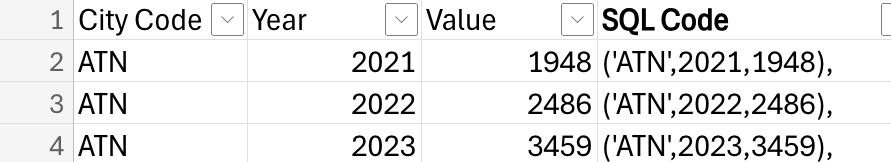 1 City Code Year Value SQL Code
2 ATN 2021 1948 ('ATN',2021,1948),
3 ATN 2022 2486 ('ATN',2022,2486),
4 ATN 2023 3459 ('ATN',2023,3459),